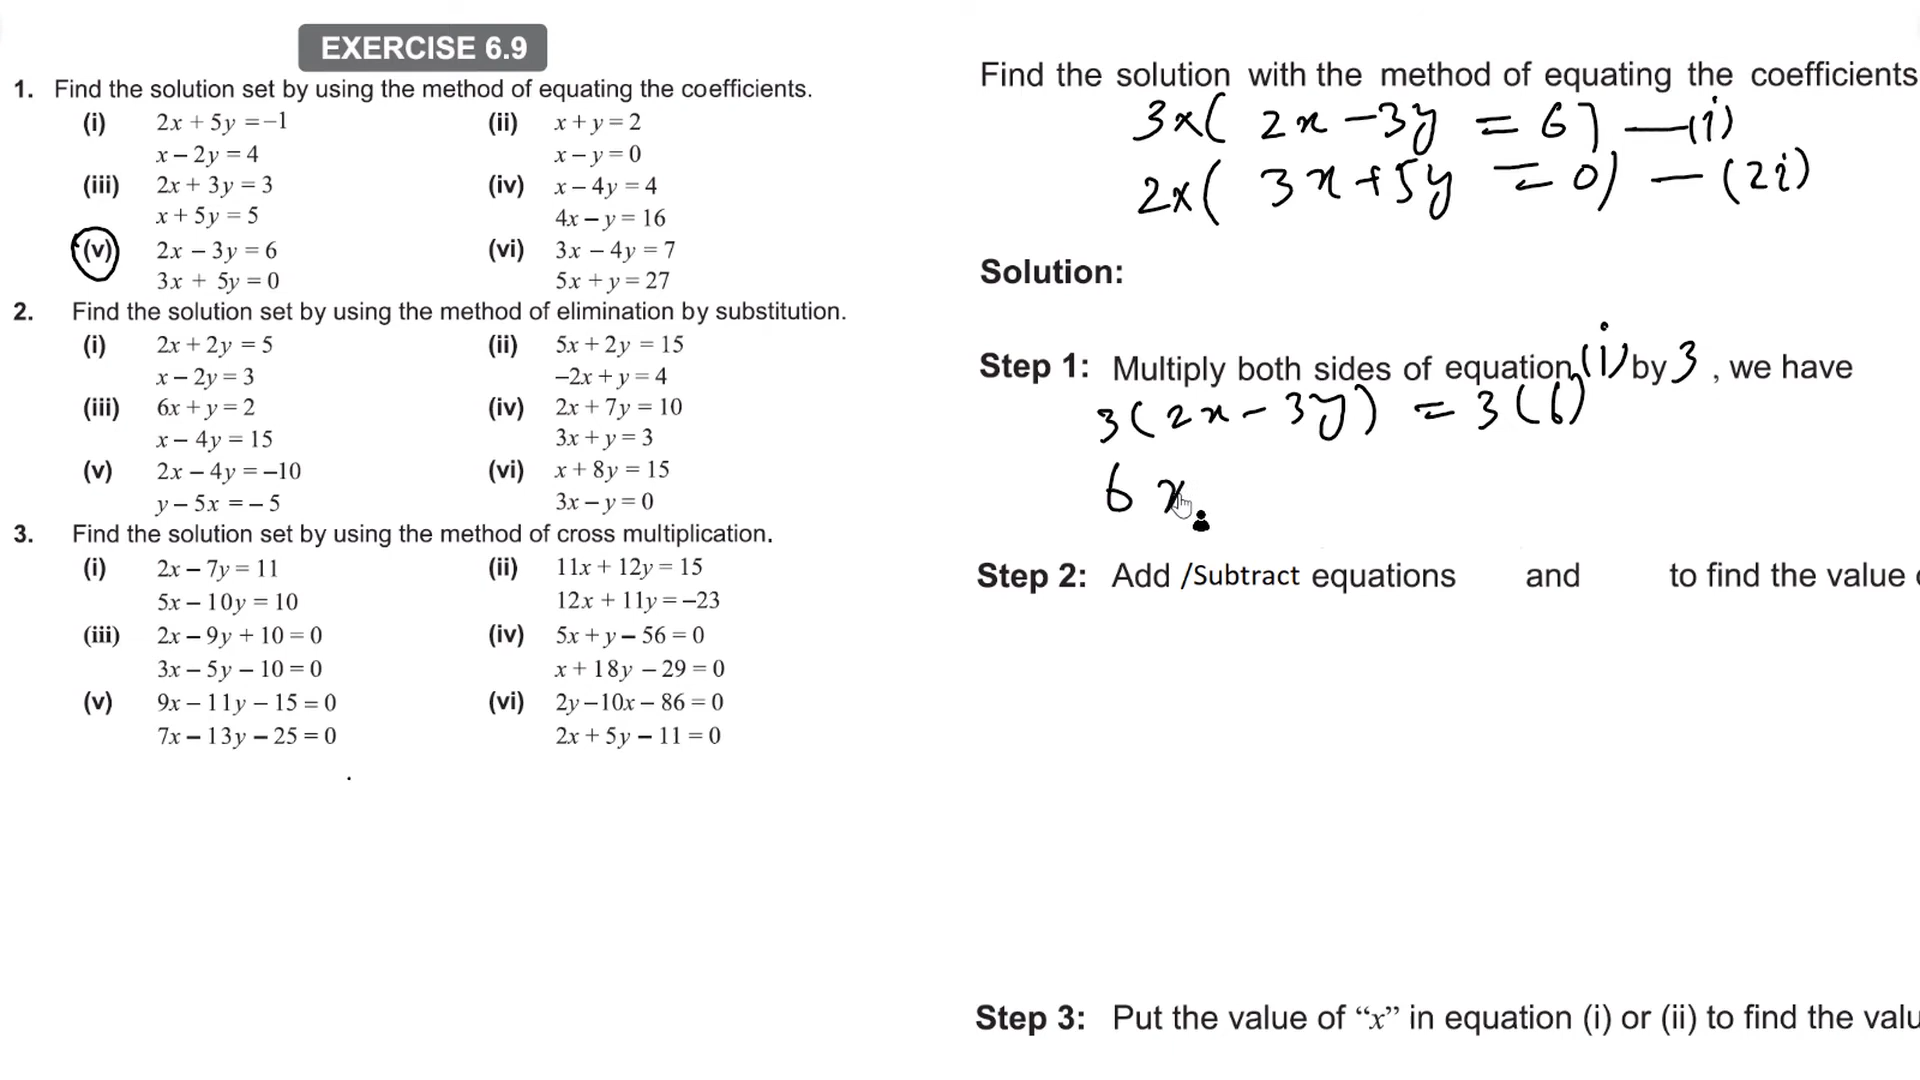 EXERCISE 6.9
1. Find the solution set by using the method of equating the coefficients.
(i) 2x + 5y = –1 (ii) x + y = 2
x – 2y = 4 x – y = 0
(iii) 2x + 3y = 3 (iv) x – 4y = 4
x + 5y = 5 4x – y = 16
(v) 2x – 3y = 6 (vi) 3x – 4y = 7
3x + 5y = 0 5x + y = 27
2. Find the solution set by using the method of elimination by substitution.
(i) 2x + 2y = 5 (ii) 5x + 2y = 15
x – 2y = 3 –2x + y = 4
(iii) 6x + y = 2 (iv) 2x + 7y = 10
x – 4y = 15 3x + y = 3
(v) 2x – 4y = –10 (vi) x + 8y = 15
y – 5x = – 5 3x – y = 0
3. Find the solution set by using the method of cross multiplication.
(i) 2x – 7y = 11 (ii) 11x + 12y = 15
5x – 10y = 10 12x + 11y = –23
(iii) 2x – 9y + 10 = 0 (iv) 5x + y – 56 = 0
3x – 5y – 10 = 0 x + 18y – 29 = 0
(v) 9x – 11y – 15 = 0 (vi) 2y – 10x – 86 = 0
7x – 13y – 25 = 0 2x + 5y – 11 = 0
Find the solution with the method of equating the coefficients
3×( 2x – 3y = 6) — (i)
2×( 3x + 5y = 0) — (2i)
Solution:
Step 1: Multiply both sides of equation (i) by 3 , we have
3(2x – 3y) = 3(6)
6x
Step 2: Add /Subtract equations and to find the value
Step 3: Put the value of “x” in equation (i) or (ii) to find the valu